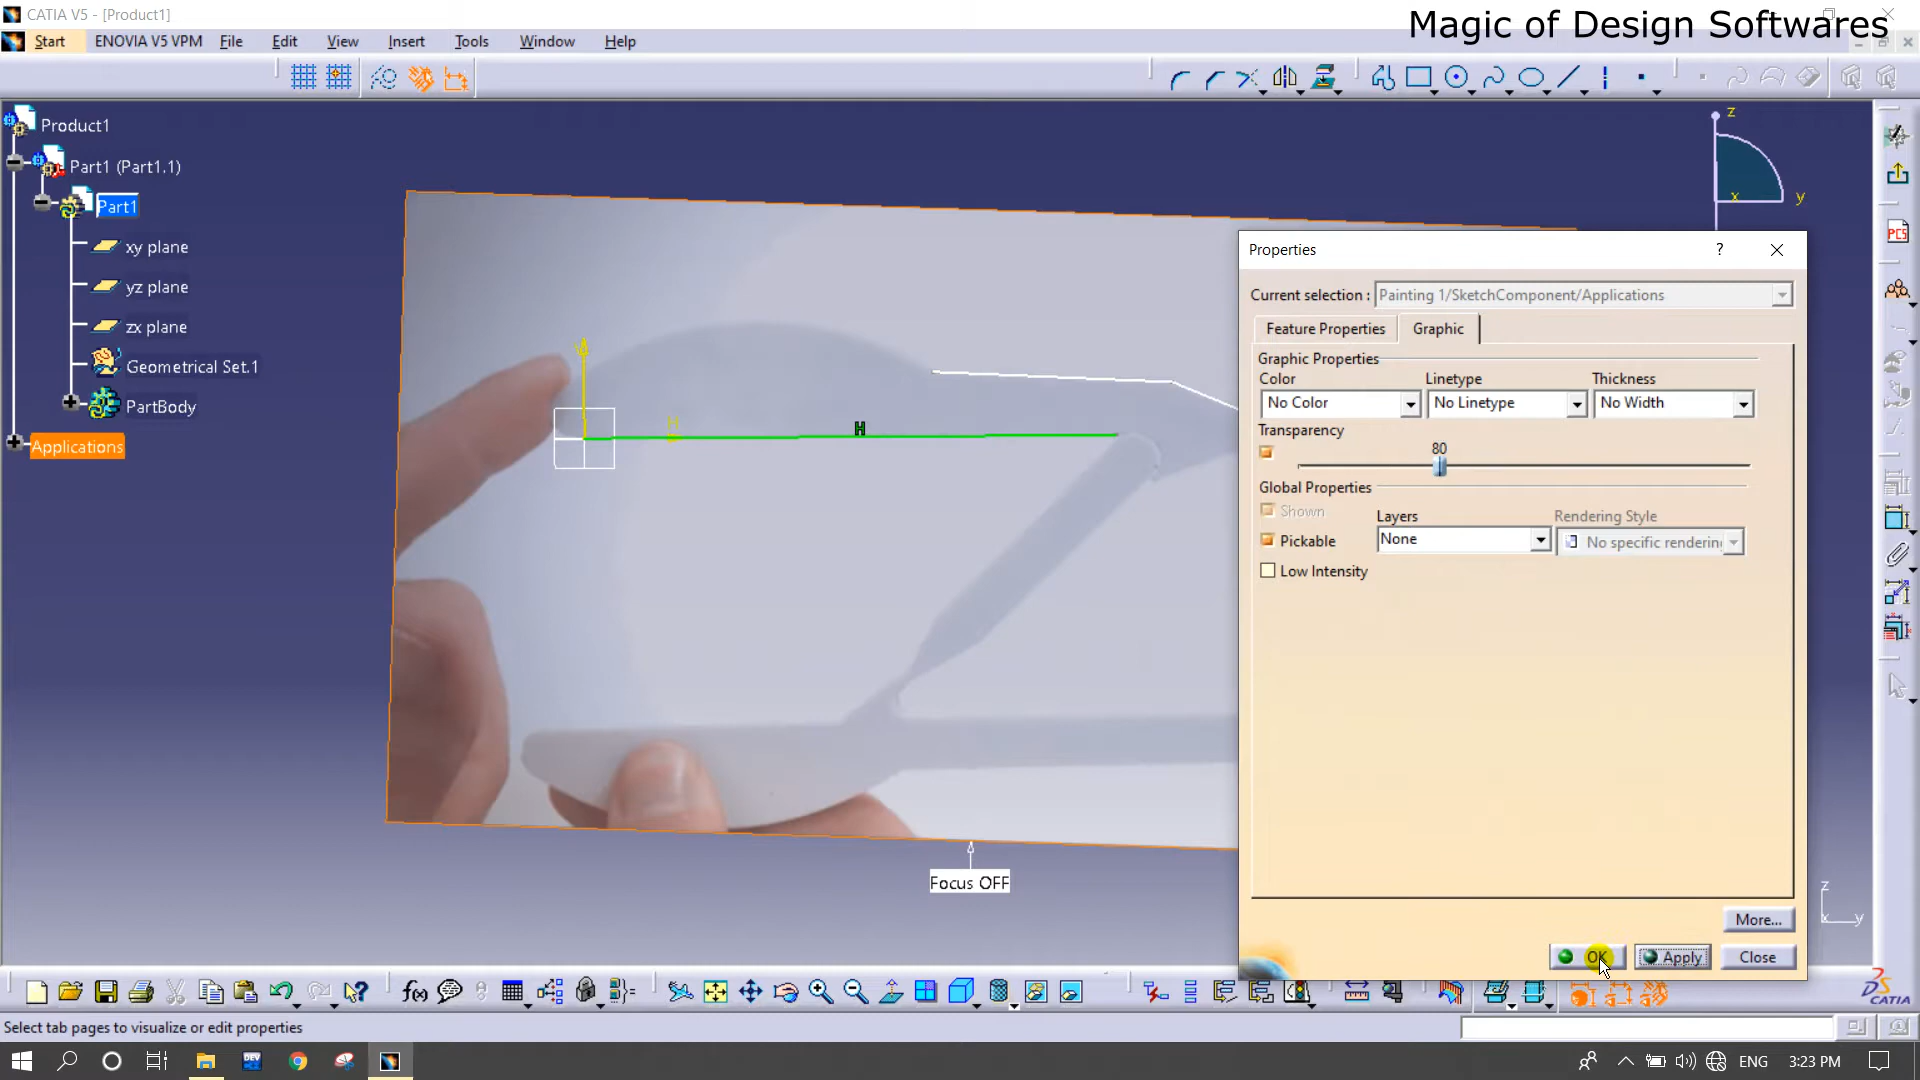 CATIA V5 - [Product1]
Magic of Design Softwares
Start ENOVIA V5 VPM File Edit View Insert Tools Window Help
Product1
Part1 (Part1.1)
Part1
xy plane
yz plane
zx plane
Geometrical Set.1
PartBody
Applications
z
x
y
H
H
Focus OFF
Properties ?
Current selection : Painting 1/SketchComponent/Applications
Feature Properties Graphic
Graphic Properties
Color Linetype Thickness
No Color No Linetype No Width
Transparency
80
Global Properties
Shown Layers Rendering Style
Pickable None No specific renderin
Low Intensity
More...
OK Apply Close
PCS
z
x y
f(x)
CATIA
Select tab pages to visualize or edit properties
DEV
ENG 3:23 PM